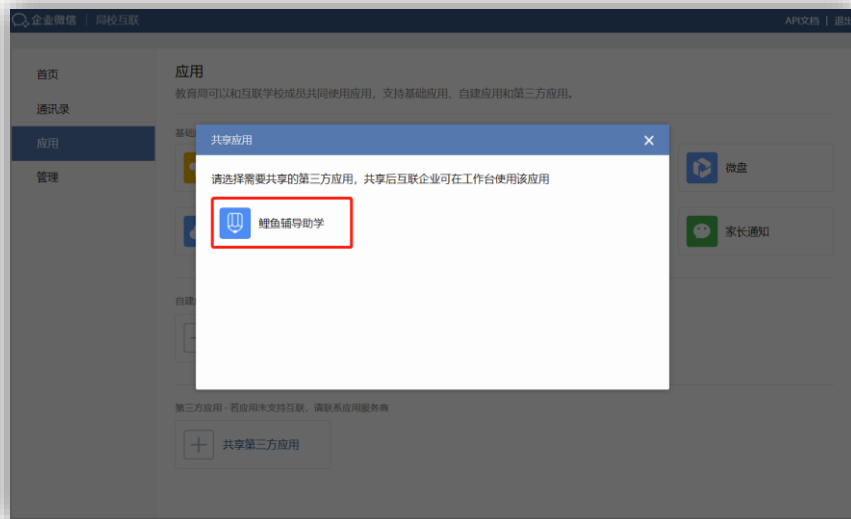 企业微信 | 局校互联
API文档 | 退出
首页
通讯录
应用
管理
应用
教育局可以和互联学校成员共同使用应用，支持基础应用、自建应用和第三方应用。
基础
共享应用
请选择需要共享的第三方应用，共享后互联企业可在工作台使用该应用
鲤鱼辅导助学
微盘
家长通知
自建
第三方应用 - 若应用未支持互联，请联系应用服务商
共享第三方应用